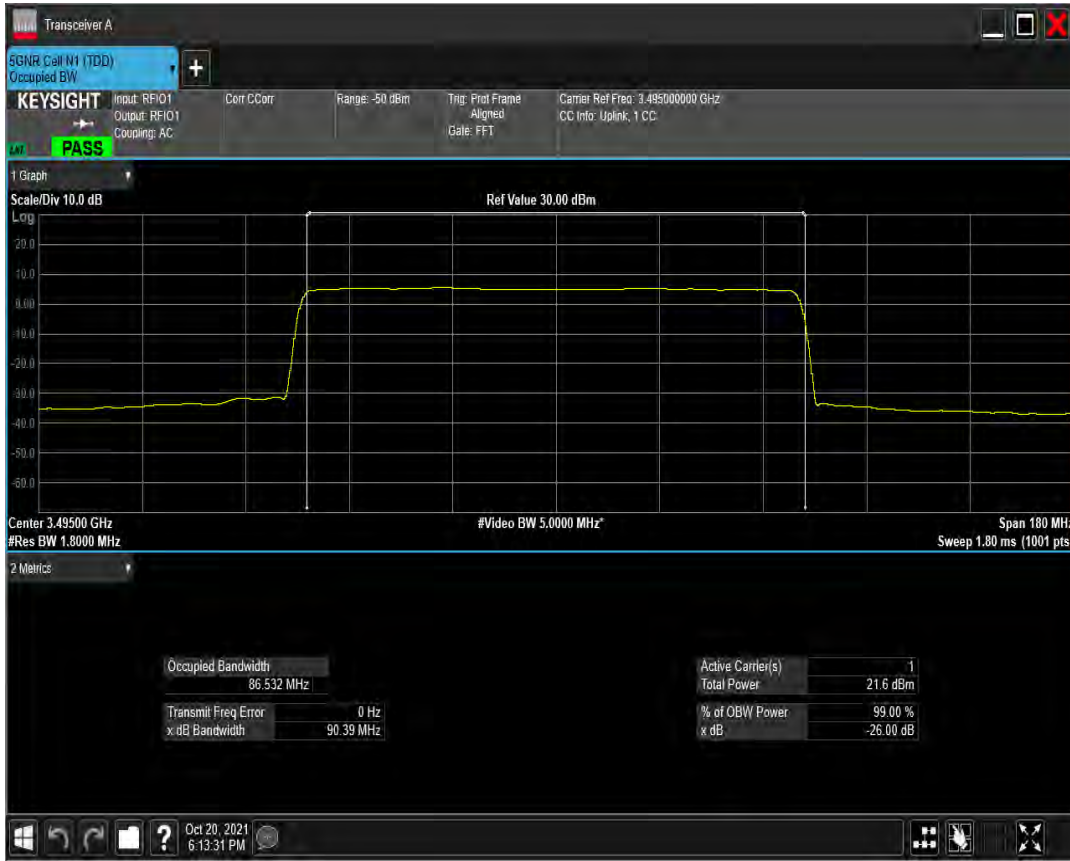 Transceiver A
5GNR Cell N1 (TDD)
Occupied BW
+
KEYSIGHT
Input: RFIO1
Output: RFIO1
Coupling: AC
Corr CCorr
Range: -50 dBm
Trig: Prot Frame
Aligned
Gate: FFT
Carrier Ref Freq: 3.495000000 GHz
CC Info: Uplink, 1 CC
PASS
1 Graph
Scale/Div 10.0 dB
Ref Value 30.00 dBm
Log
20.0
10.0
0.00
-10.0
-20.0
-30.0
-40.0
-50.0
-60.0
Center 3.49500 GHz
#Video BW 5.0000 MHz*
Span 180 MHz
#Res BW 1.8000 MHz
Sweep 1.80 ms (1001 pts
2 Metrics
Occupied Bandwidth
86.532 MHz
Transmit Freq Error 0 Hz
x dB Bandwidth 90.39 MHz
Active Carrier(s) 1
Total Power 21.6 dBm
% of OBW Power 99.00 %
x dB -26.00 dB
?
Oct 20, 2021
6:13:31 PM